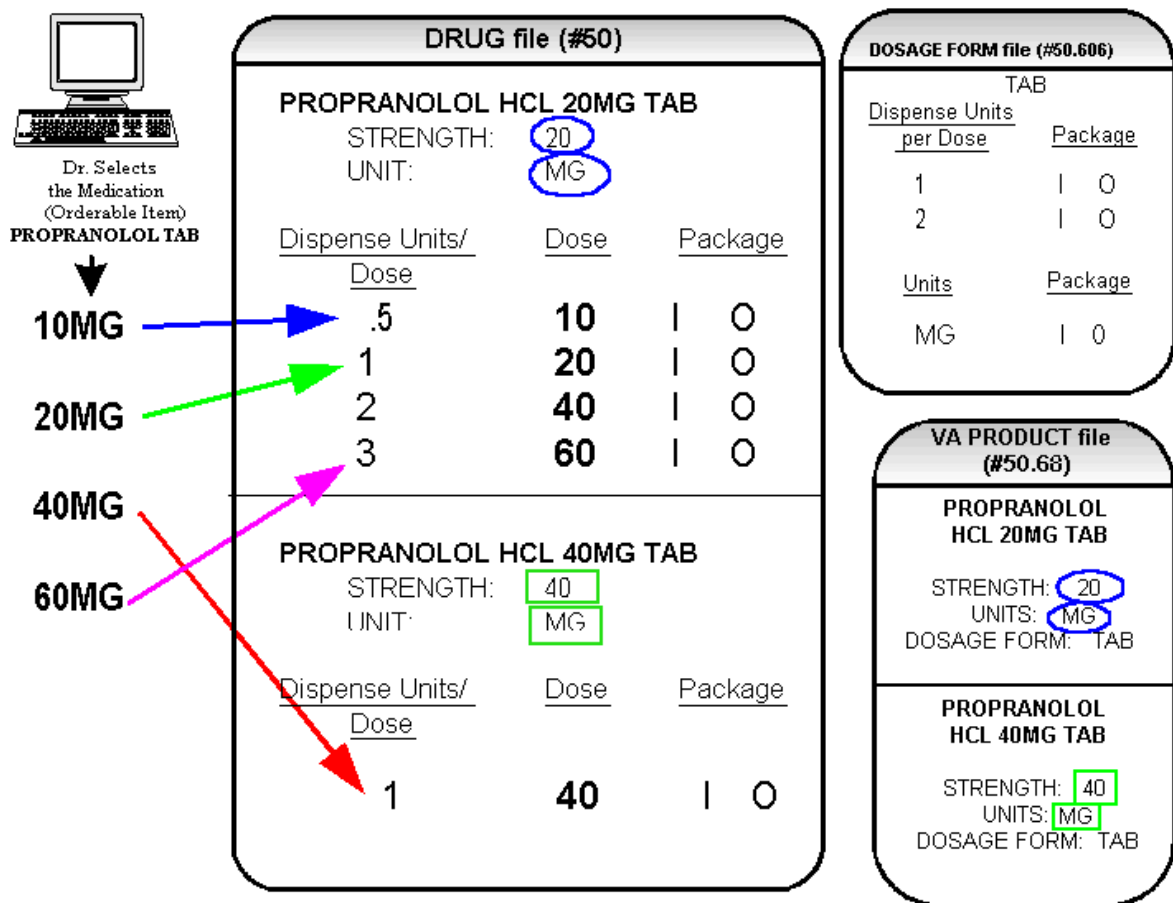 Dr. Selects
the Medication
(Orderable Item)
PROPRANOLOL TAB
10MG
20MG
40MG
60MG
DRUG file (#50)
PROPRANOLOL HCL 20MG TAB
STRENGTH: 20
UNIT: MG
Dispense Units/ Dose Package
Dose
.5 10 I O
1 20 I O
2 40 I O
3 60 I O
PROPRANOLOL HCL 40MG TAB
STRENGTH: 40
UNIT: MG
Dispense Units/ Dose Package
Dose
1 40 I O
DOSAGE FORM file (#50.606)
TAB
Dispense Units
per Dose Package
1 I O
2 I O
Units Package
MG I 0
VA PRODUCT file
(#50.68)
PROPRANOLOL
HCL 20MG TAB
STRENGTH: 20
UNITS: MG
DOSAGE FORM: TAB
PROPRANOLOL
HCL 40MG TAB
STRENGTH: 40
UNITS: MG
DOSAGE FORM: TAB